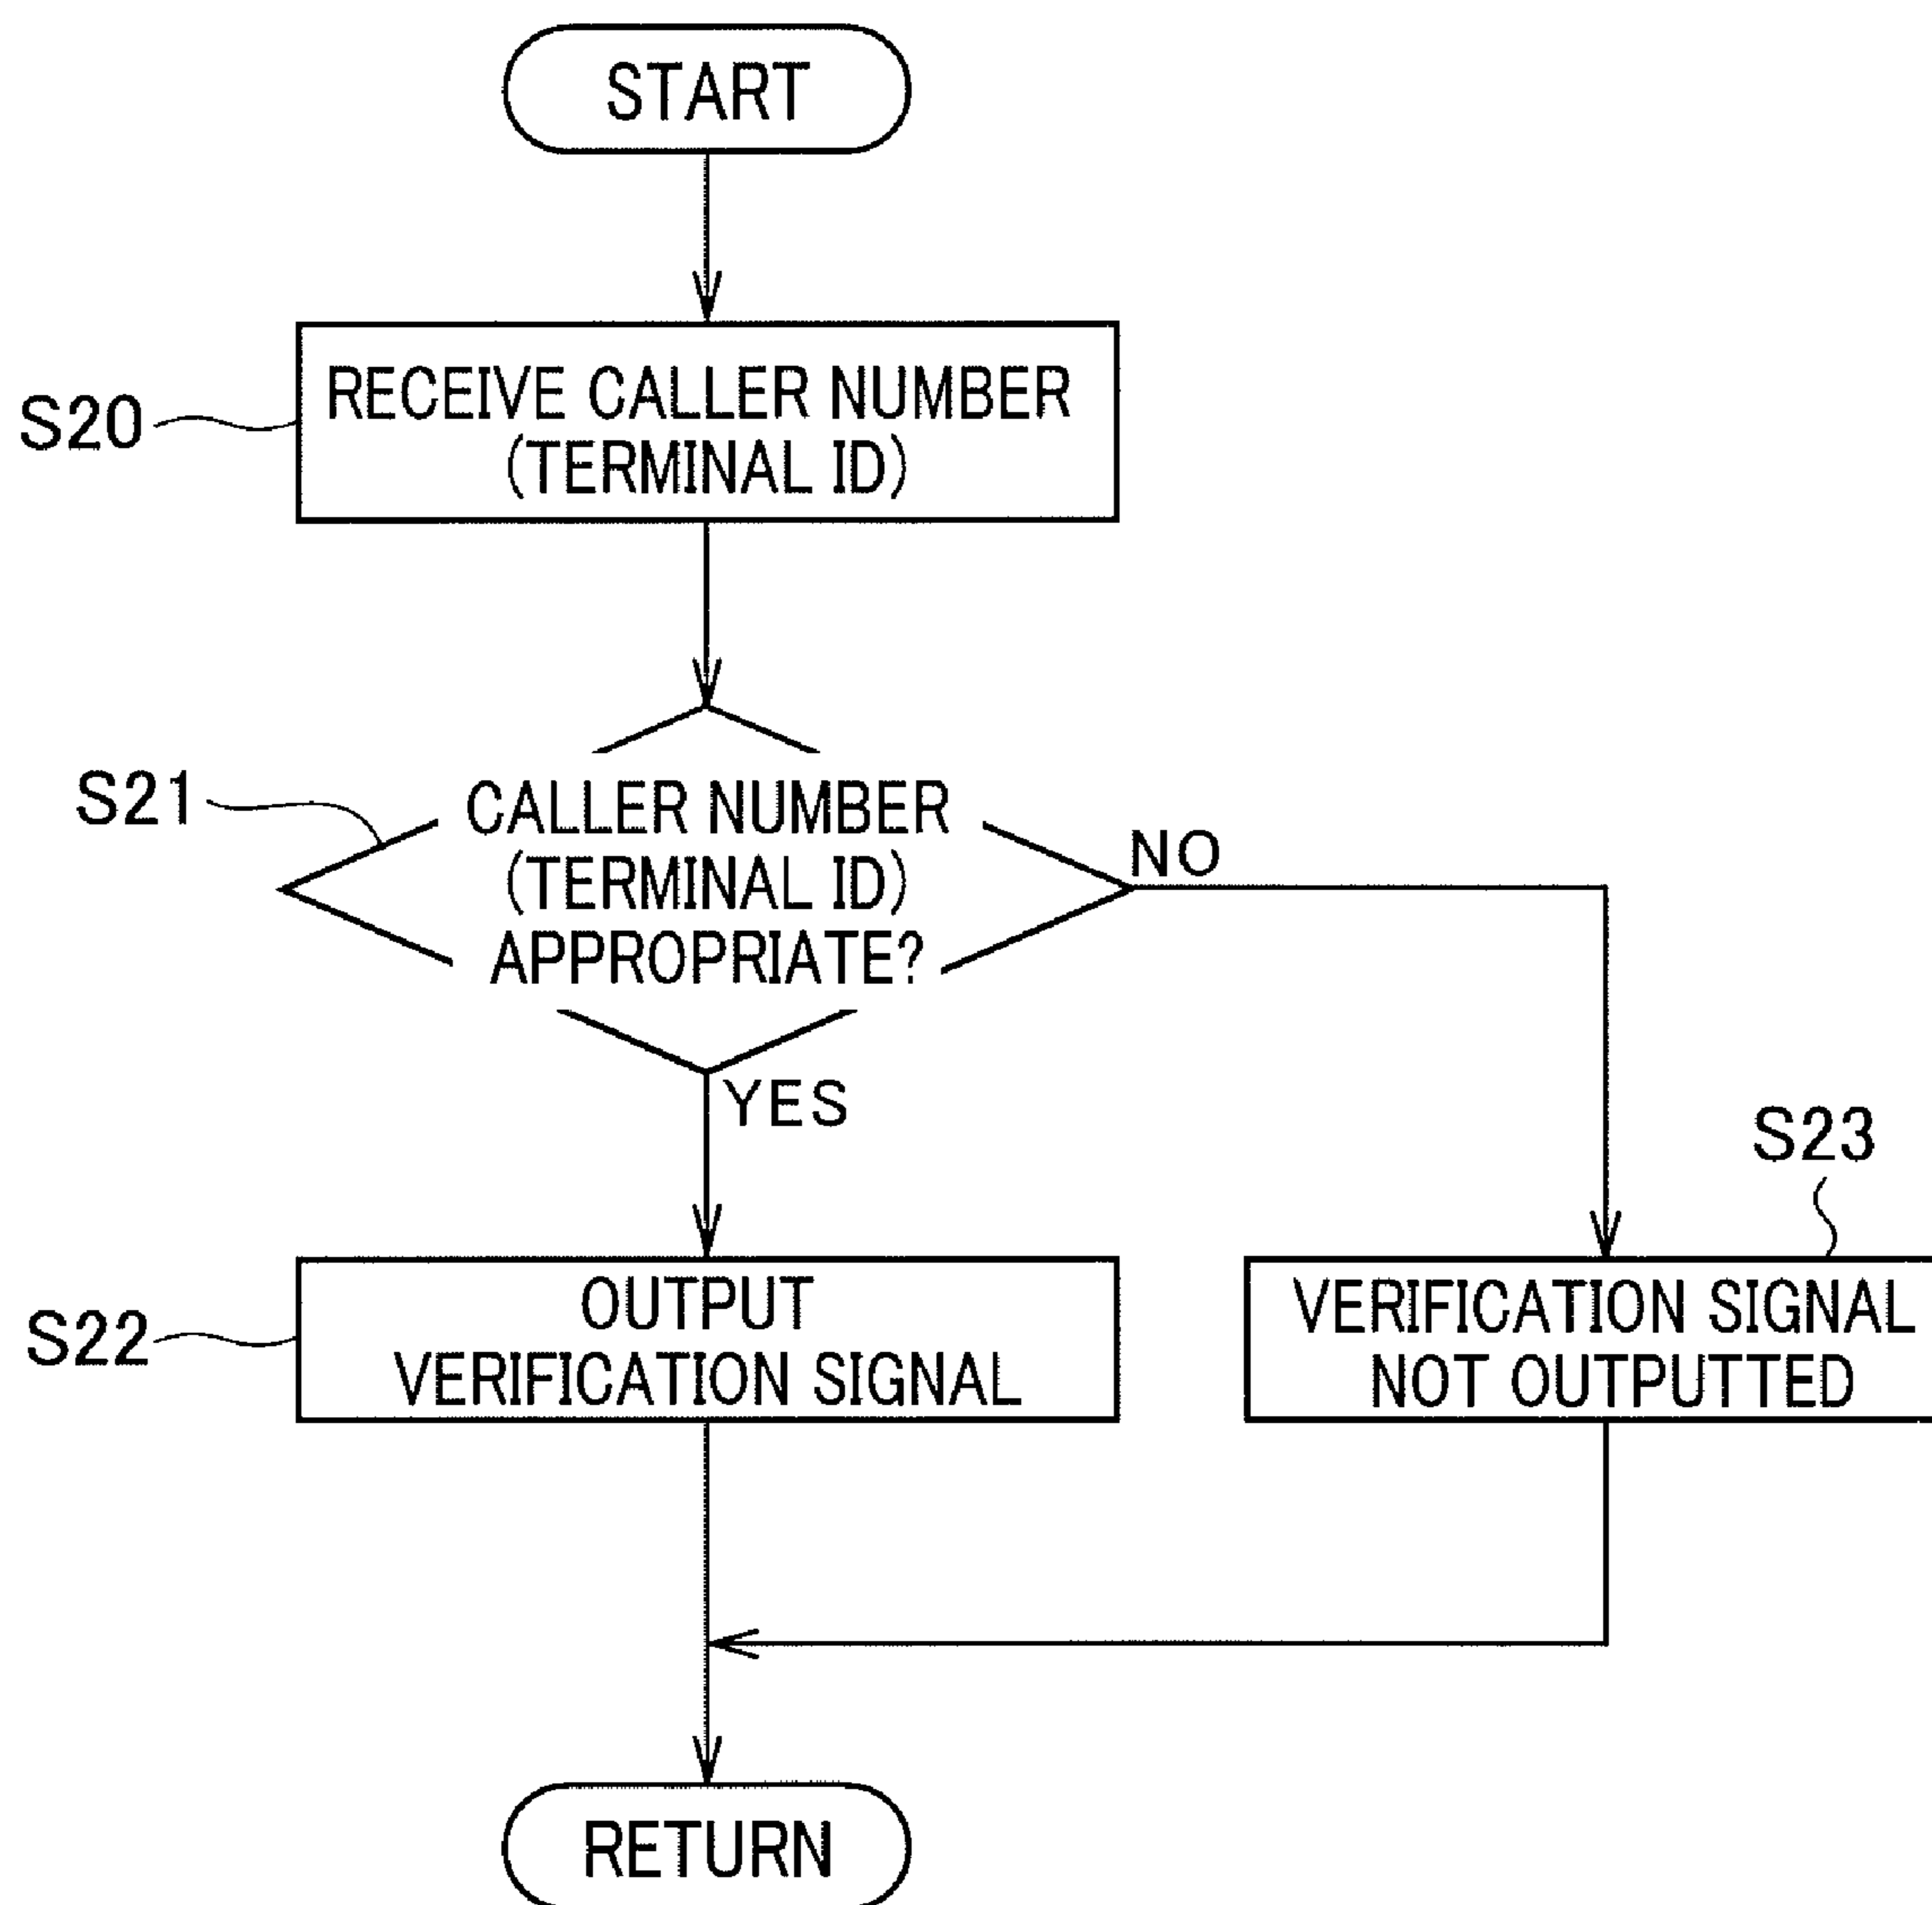 START
S20
RECEIVE CALLER NUMBER
(TERMINAL ID)
S21
CALLER NUMBER
(TERMINAL ID)
APPROPRIATE?
NO
YES
S22
OUTPUT
VERIFICATION SIGNAL
S23
VERIFICATION SIGNAL
NOT OUTPUTTED
RETURN